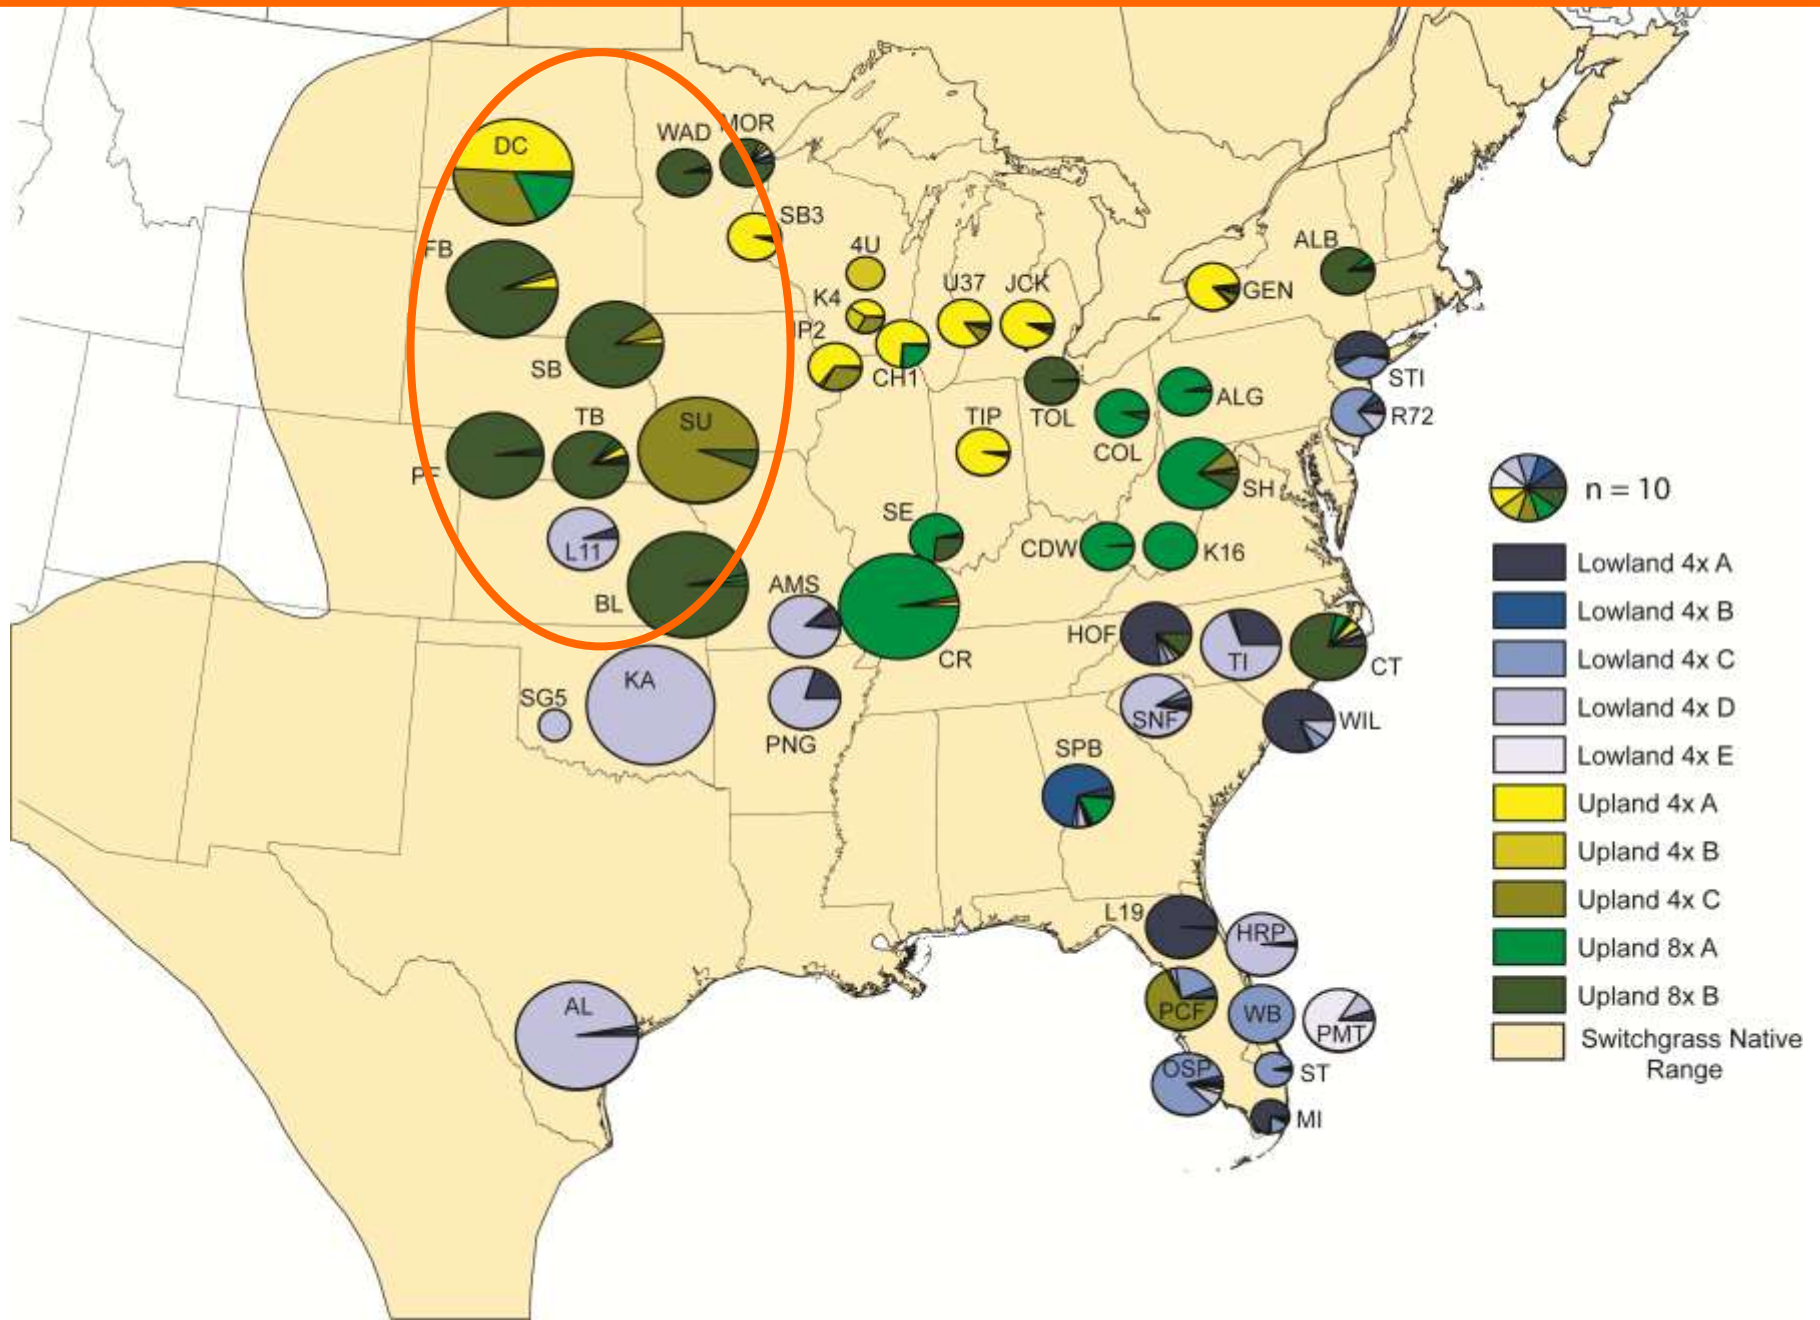 MOR
WAD
DC
SB3
ALB
FB
4U
U37
JCK
GEN
K4
IP2
SB
CH1
STI
ALG
R72
TB
SU
TIP
TOL
COL
PF
SH
n = 10
SE
L11
CDW
K16
Lowland 4x A
AMS
BL
Lowland 4x B
HOF
CR
TI
CT
Lowland 4x C
KA
SG5
PNG
SNF
WIL
Lowland 4x D
SPB
Lowland 4x E
Upland 4x A
Upland 4x B
L19
HRP
Upland 4x C
Upland 8x A
AL
PCF
WB
PMT
Upland 8x B
OSP
ST
Switchgrass Native
Range
MI